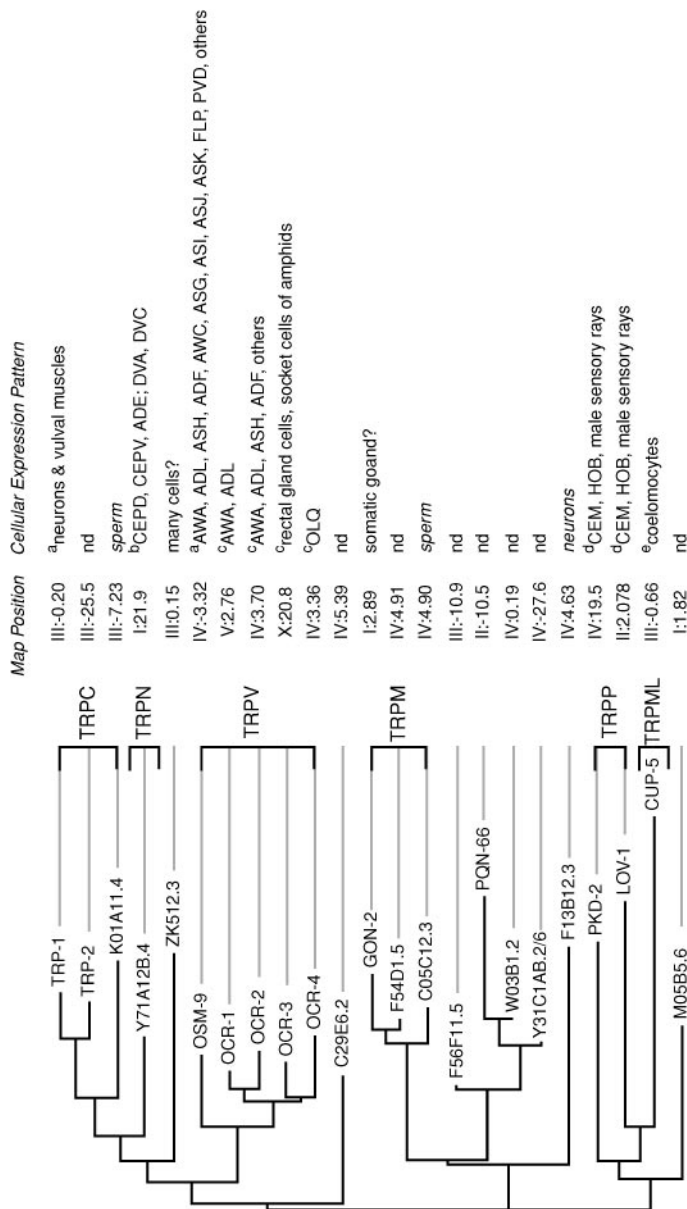 Map Position Cellular Expression Pattern
TRP-1 III:-0.20 ᵃneurons & vulval muscles
TRP-2 III:-25.5 nd
K01A11.4 III:-7.23 sperm
TRPC
Y71A12B.4 I:21.9 ᵇCEPD, CEPV, ADE; DVA, DVC
TRPN
ZK512.3 III:0.15 many cells?
OSM-9 IV:-3.32 ᵃAWA, ADL, ASH, ADF, AWC, ASG, ASI, ASJ, ASK, FLP, PVD, others
OCR-1 V:2.76 ᶜAWA, ADL
OCR-2 IV:3.70 ᶜAWA, ADL, ASH, ADF, others
TRPV
OCR-3 X:20.8 ᶜrectal gland cells, socket cells of amphids
OCR-4 IV:3.36 ᶜOLQ
C29E6.2 IV:5.39 nd
GON-2 I:2.89 somatic goand?
F54D1.5 IV:4.91 nd
TRPM
C05C12.3 IV:4.90 sperm
F56F11.5 III:-10.9 nd
PQN-66 II:-10.5 nd
W03B1.2 IV:0.19 nd
Y31C1AB.2/6 IV:-27.6 nd
F13B12.3 IV:4.63 neurons
PKD-2 IV:19.5 ᵈCEM, HOB, male sensory rays
TRPP
LOV-1 II:2.078 ᵈCEM, HOB, male sensory rays
CUP-5 III:-0.66 ᵉcoelomocytes
TRPML
M05B5.6 I:1.82 nd